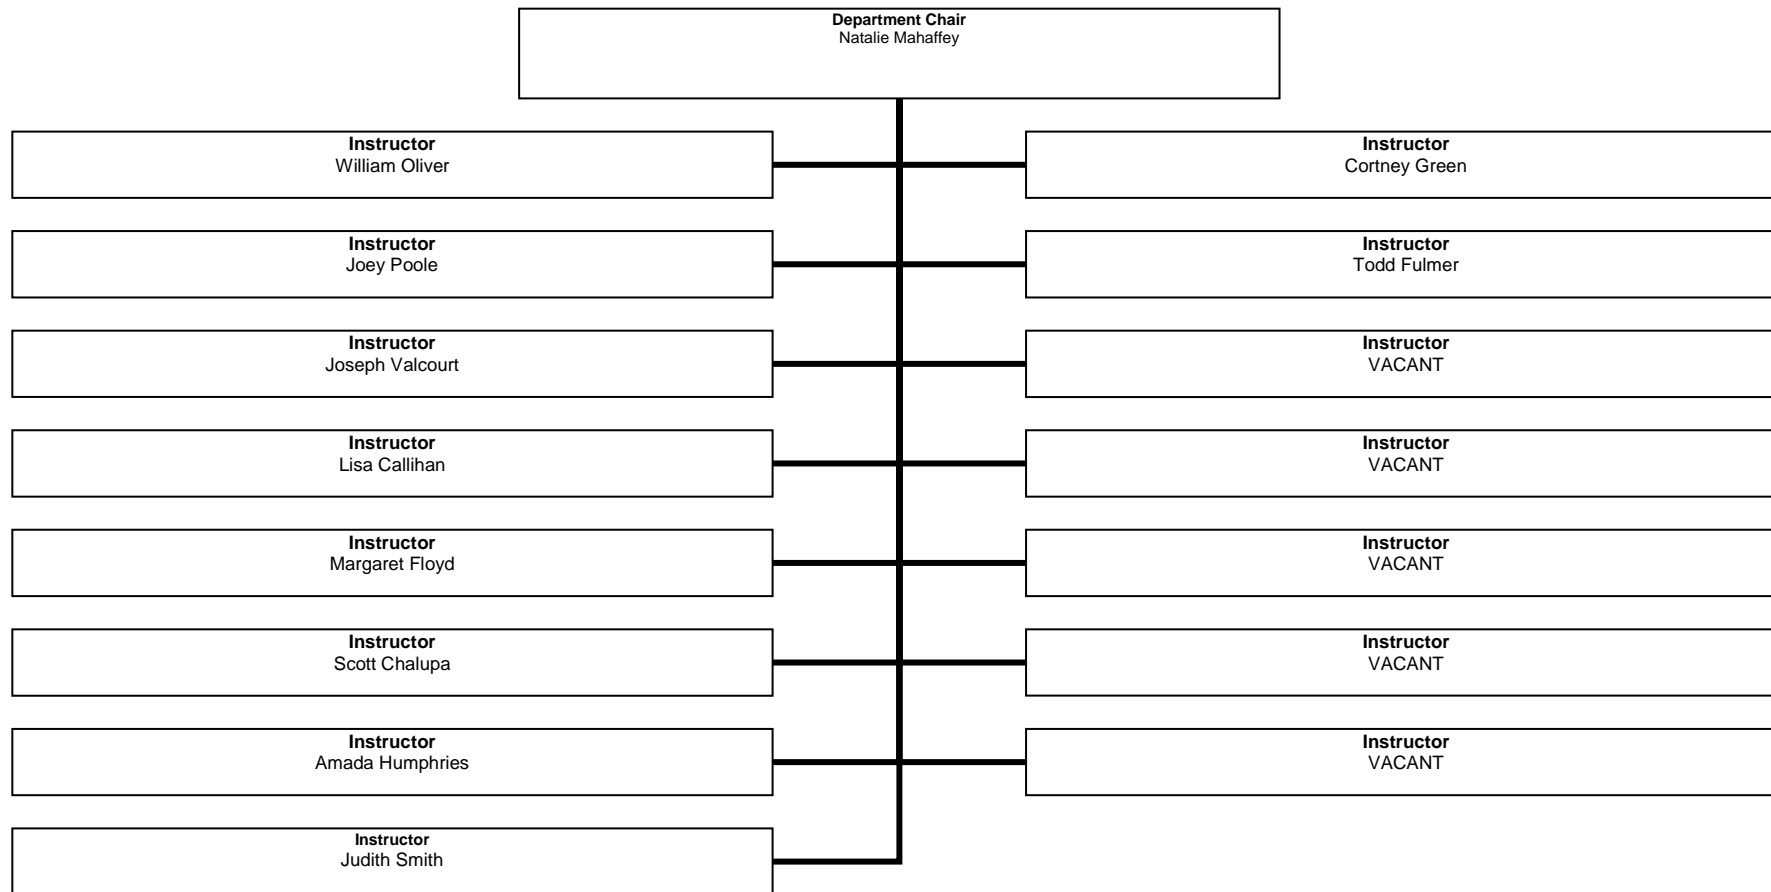 Department Chair
Natalie Mahaffey
Instructor
William Oliver
Instructor
Cortney Green
Instructor
Joey Poole
Instructor
Todd Fulmer
Instructor
Joseph Valcourt
Instructor
VACANT
Instructor
Lisa Callihan
Instructor
VACANT
Instructor
Margaret Floyd
Instructor
VACANT
Instructor
Scott Chalupa
Instructor
VACANT
Instructor
Amada Humphries
Instructor
VACANT
Instructor
Judith Smith